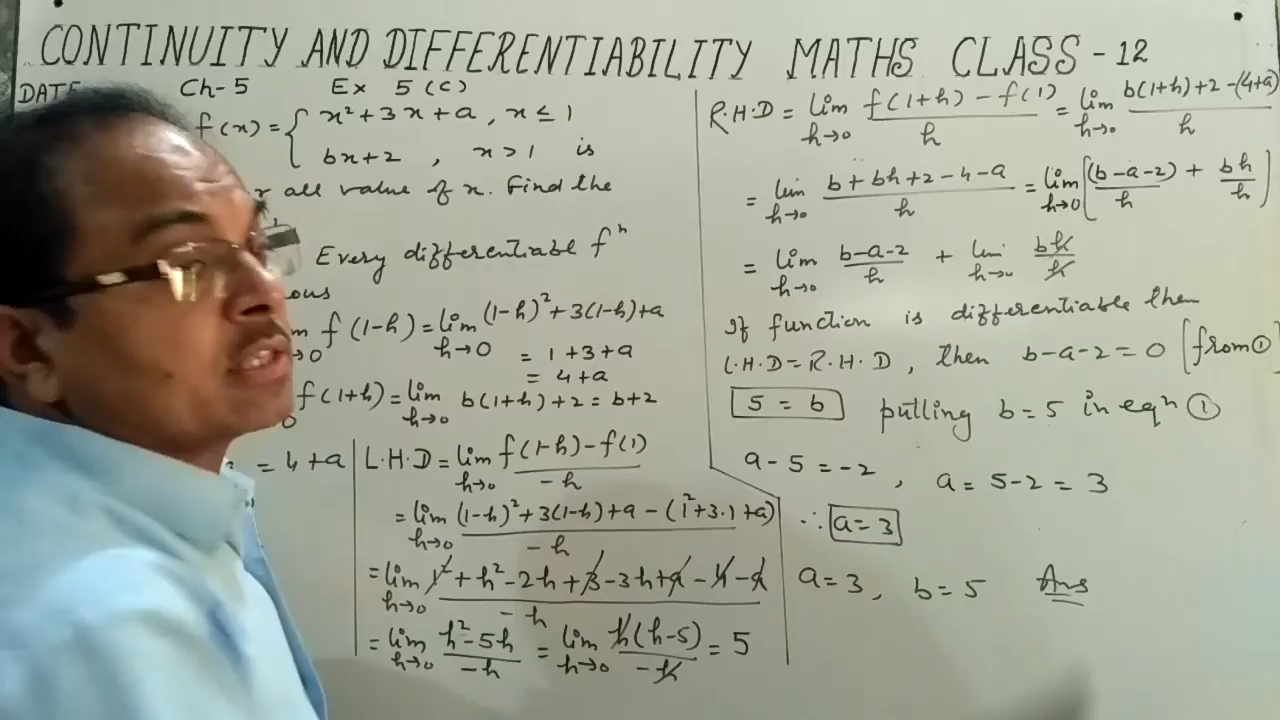 CONTINUITY AND DIFFERENTIABILITY MATHS CLASS - 12
DATE
Ch-5 Ex 5(c)
f(x) = { x² + 3x + a , x ≤ 1
bx + 2 , x > 1 is
all value of x. Find the
Every differentiable fⁿ
f(1-h) = lim h→0 (1-h)² + 3(1-h) + a
= 1 + 3 + a
= 4 + a
f(1+h) = lim h→0 b(1+h) + 2 = b + 2
= 4 + a
L.H.D = lim h→0 f(1-h) - f(1) / -h
= lim h→0 (1-h)² + 3(1-h) + a - (1² + 3.1 + a) / -h
= lim h→0 1² + h² - 2h + 3 - 3h + a - 4 - a / -h
= lim h→0 h² - 5h / -h = lim h→0 h(h-5) / -h = 5
R.H.D = lim h→0 f(1+h) - f(1) / h = lim h→0 b(1+h) + 2 - (4+a) / h
= lim h→0 b + bh + 2 - 4 - a / h = lim h→0 [(b-a-2) / h + bh / h]
= lim h→0 b-a-2 / h + lim h→0 bh / h
If function is differentiable then
L.H.D = R.H.D , then b-a-2 = 0 [from ①
5 = b putting b = 5 in eqⁿ ①
a - 5 = -2 , a = 5-2 = 3
∴ a = 3
a = 3, b = 5 Ans